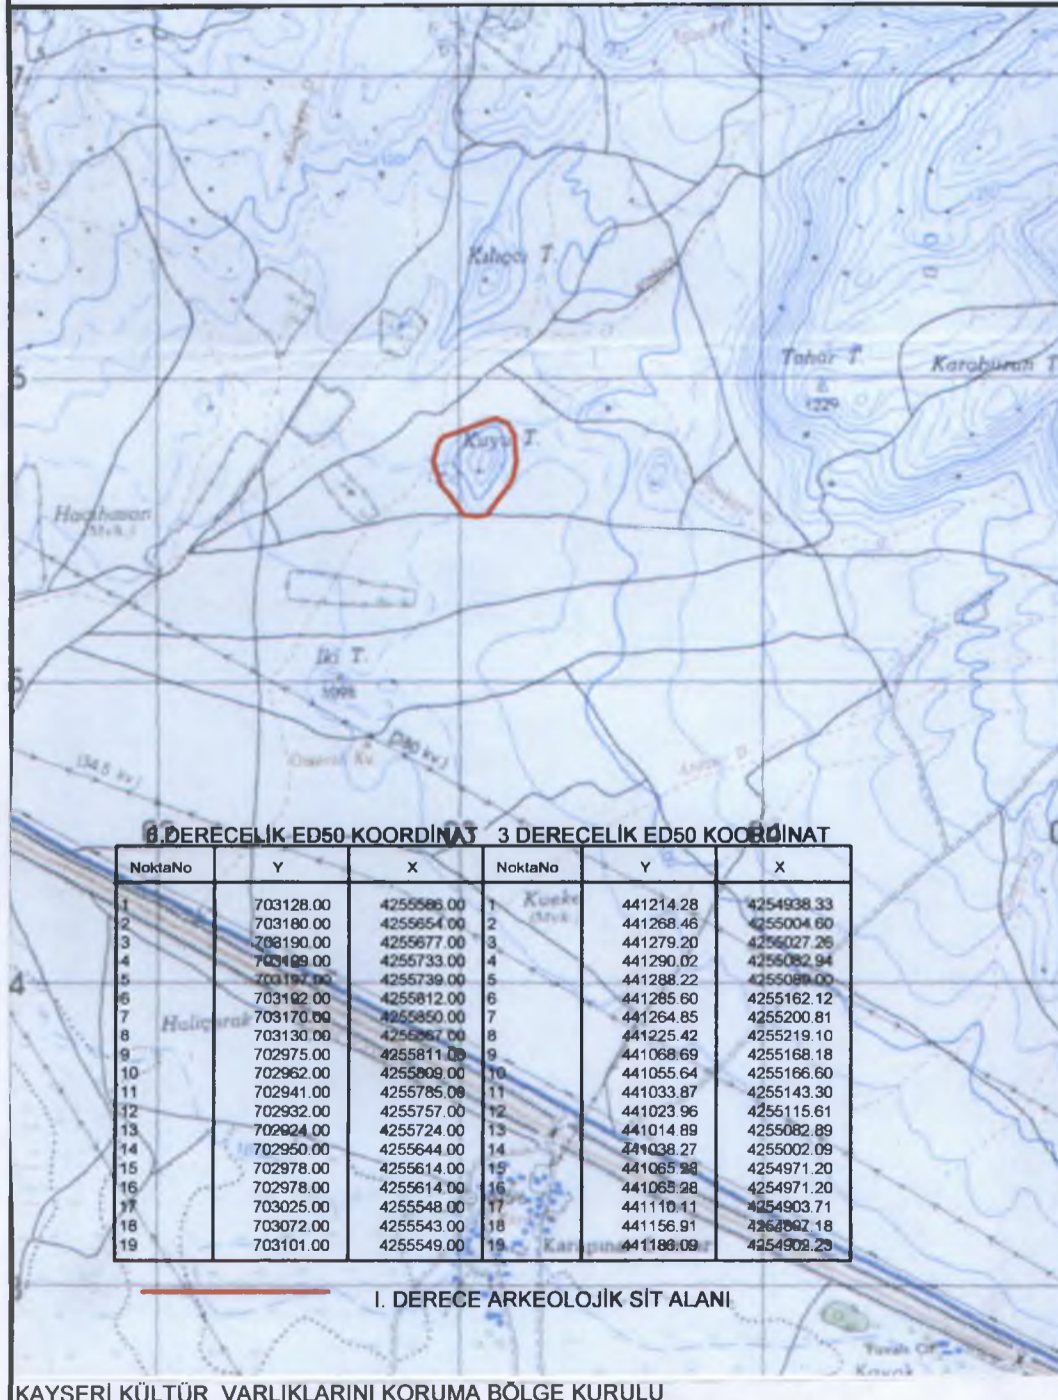 Kılıççı T.
Tahar T.
Karaburun T
1229
Kuyu T.
Hacıhasan
(Mvk.)
İki T.
1098
(380 kv)
(34.5 kv)
6.DERECELİK ED50 KOORDİNAT 3 DERECELİK ED50 KOORDİNAT
NoktaNo Y X NoktaNo Y X
1 703128.00 4255586.00 1 441214.28 4254938.33
2 703180.00 4255654.00 2 441268.46 4255004.60
3 703190.00 4255677.00 3 441279.20 4255027.26
4 703199.00 4255733.00 4 441290.02 4255082.94
5 703197.00 4255739.00 5 441288.22 4255089.00
6 703192.00 4255812.00 6 441285.60 4255162.12
7 703170.00 4255850.00 7 441264.85 4255200.81
8 703130.00 4255867.00 8 441225.42 4255219.10
9 702975.00 4255811.00 9 441068.69 4255168.18
10 702962.00 4255809.00 10 441055.64 4255166.60
11 702941.00 4255785.00 11 441033.87 4255143.30
12 702932.00 4255757.00 12 441023.96 4255115.61
13 702924.00 4255724.00 13 441014.89 4255082.89
14 702950.00 4255644.00 14 441038.27 4255002.09
15 702978.00 4255614.00 15 441065.28 4254971.20
16 702978.00 4255614.00 16 441065.28 4254971.20
17 703025.00 4255548.00 17 441110.11 4254903.71
18 703072.00 4255543.00 18 441156.91 4254897.18
19 703101.00 4255549.00 19 441186.09 4254902.23
I. DERECE ARKEOLOJİK SİT ALANI
KAYSERİ KÜLTÜR VARLIKLARINI KORUMA BÖLGE KURULU